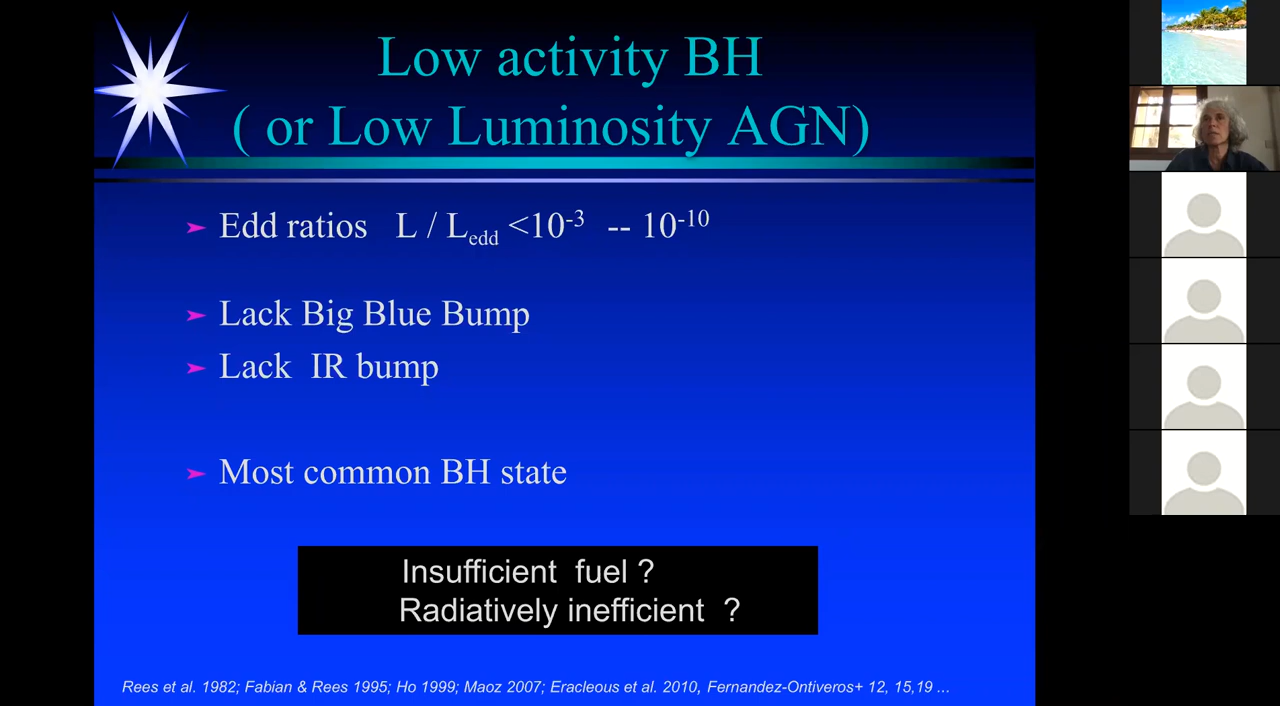 Low activity BH
( or Low Luminosity AGN)
➢ Edd ratios L / Ledd <10-3 -- 10-10
➢ Lack Big Blue Bump
➢ Lack IR bump
➢ Most common BH state
Insufficient fuel ?
Radiatively inefficient ?
Rees et al. 1982; Fabian & Rees 1995; Ho 1999; Maoz 2007; Eracleous et al. 2010, Fernandez-Ontiveros+ 12, 15,19 ...